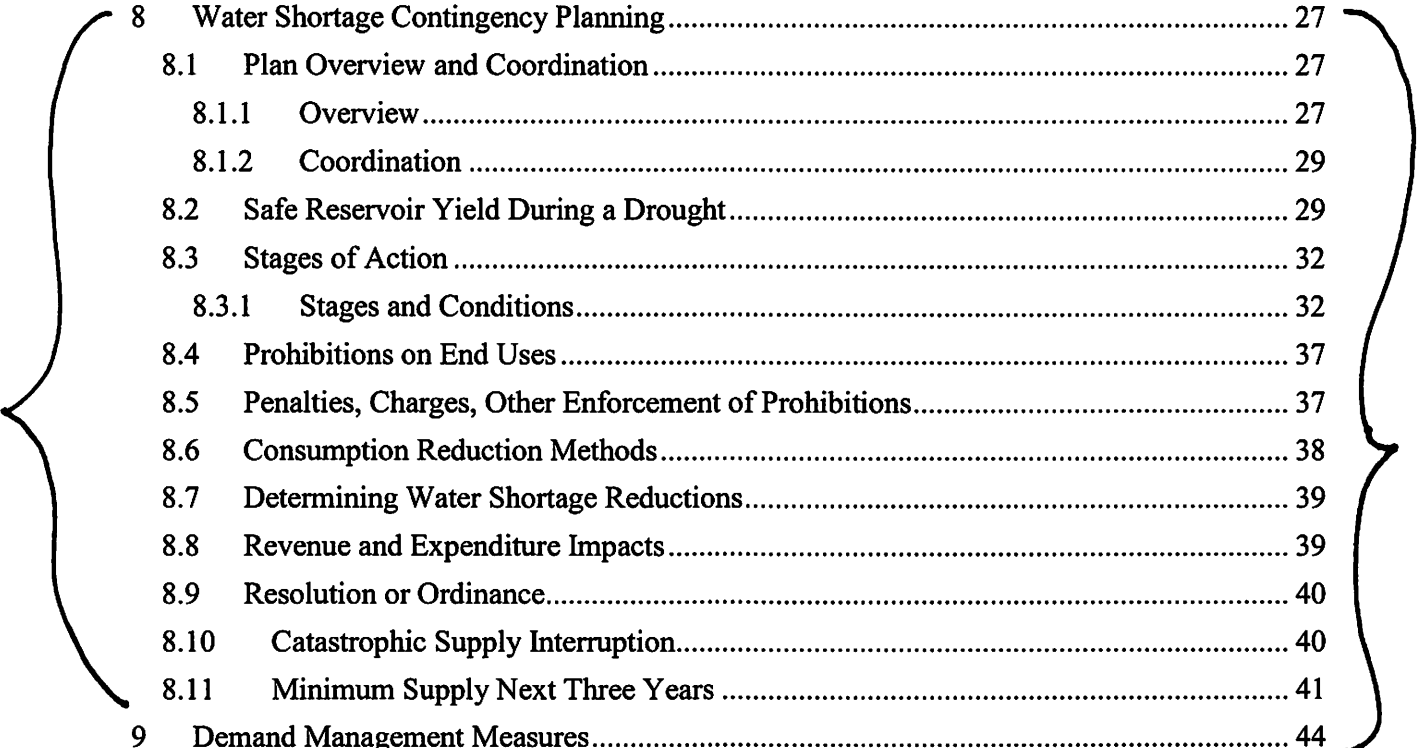 8 Water Shortage Contingency Planning ........ 27
8.1 Plan Overview and Coordination ........ 27
8.1.1 Overview ........ 27
8.1.2 Coordination ........ 29
8.2 Safe Reservoir Yield During a Drought ........ 29
8.3 Stages of Action ........ 32
8.3.1 Stages and Conditions ........ 32
8.4 Prohibitions on End Uses ........ 37
8.5 Penalties, Charges, Other Enforcement of Prohibitions ........ 37
8.6 Consumption Reduction Methods ........ 38
8.7 Determining Water Shortage Reductions ........ 39
8.8 Revenue and Expenditure Impacts ........ 39
8.9 Resolution or Ordinance ........ 40
8.10 Catastrophic Supply Interruption ........ 40
8.11 Minimum Supply Next Three Years ........ 41
9 Demand Management Measures ........ 44